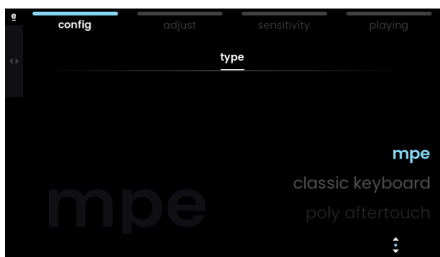 e
config adjust sensitivity playing
type
mpe
classic keyboard
mpe
poly aftertouch